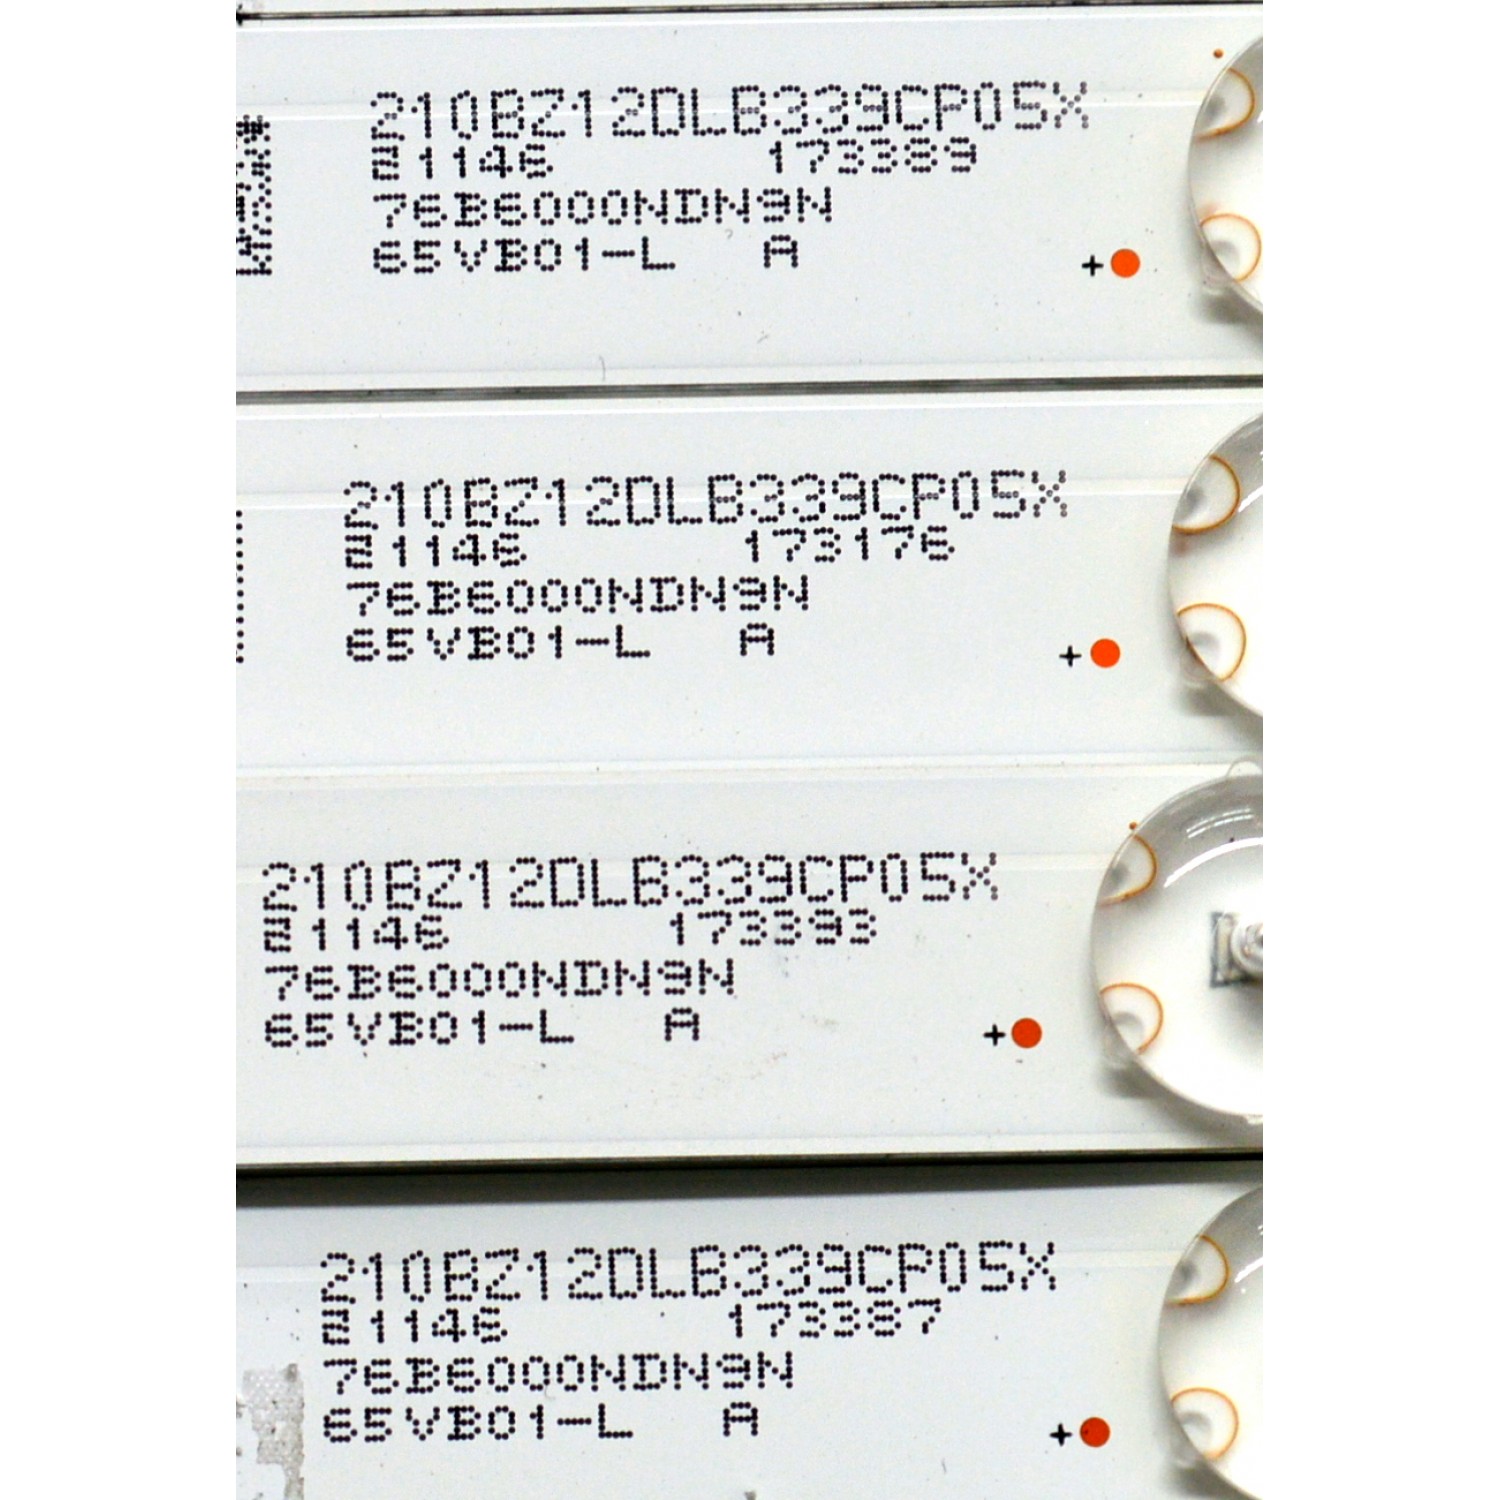 210BZ12DLB339CP05X
21146 173389
76B6000NDN9N
65VB01-L A
+
210BZ12DLB339CP05X
21146 173176
76B6000NDN9N
65VB01-L A
+
210BZ12DLB339CP05X
21146 173393
76B6000NDN9N
65VB01-L A
+
210BZ12DLB339CP05X
21146 173387
76B6000NDN9N
65VB01-L A
+